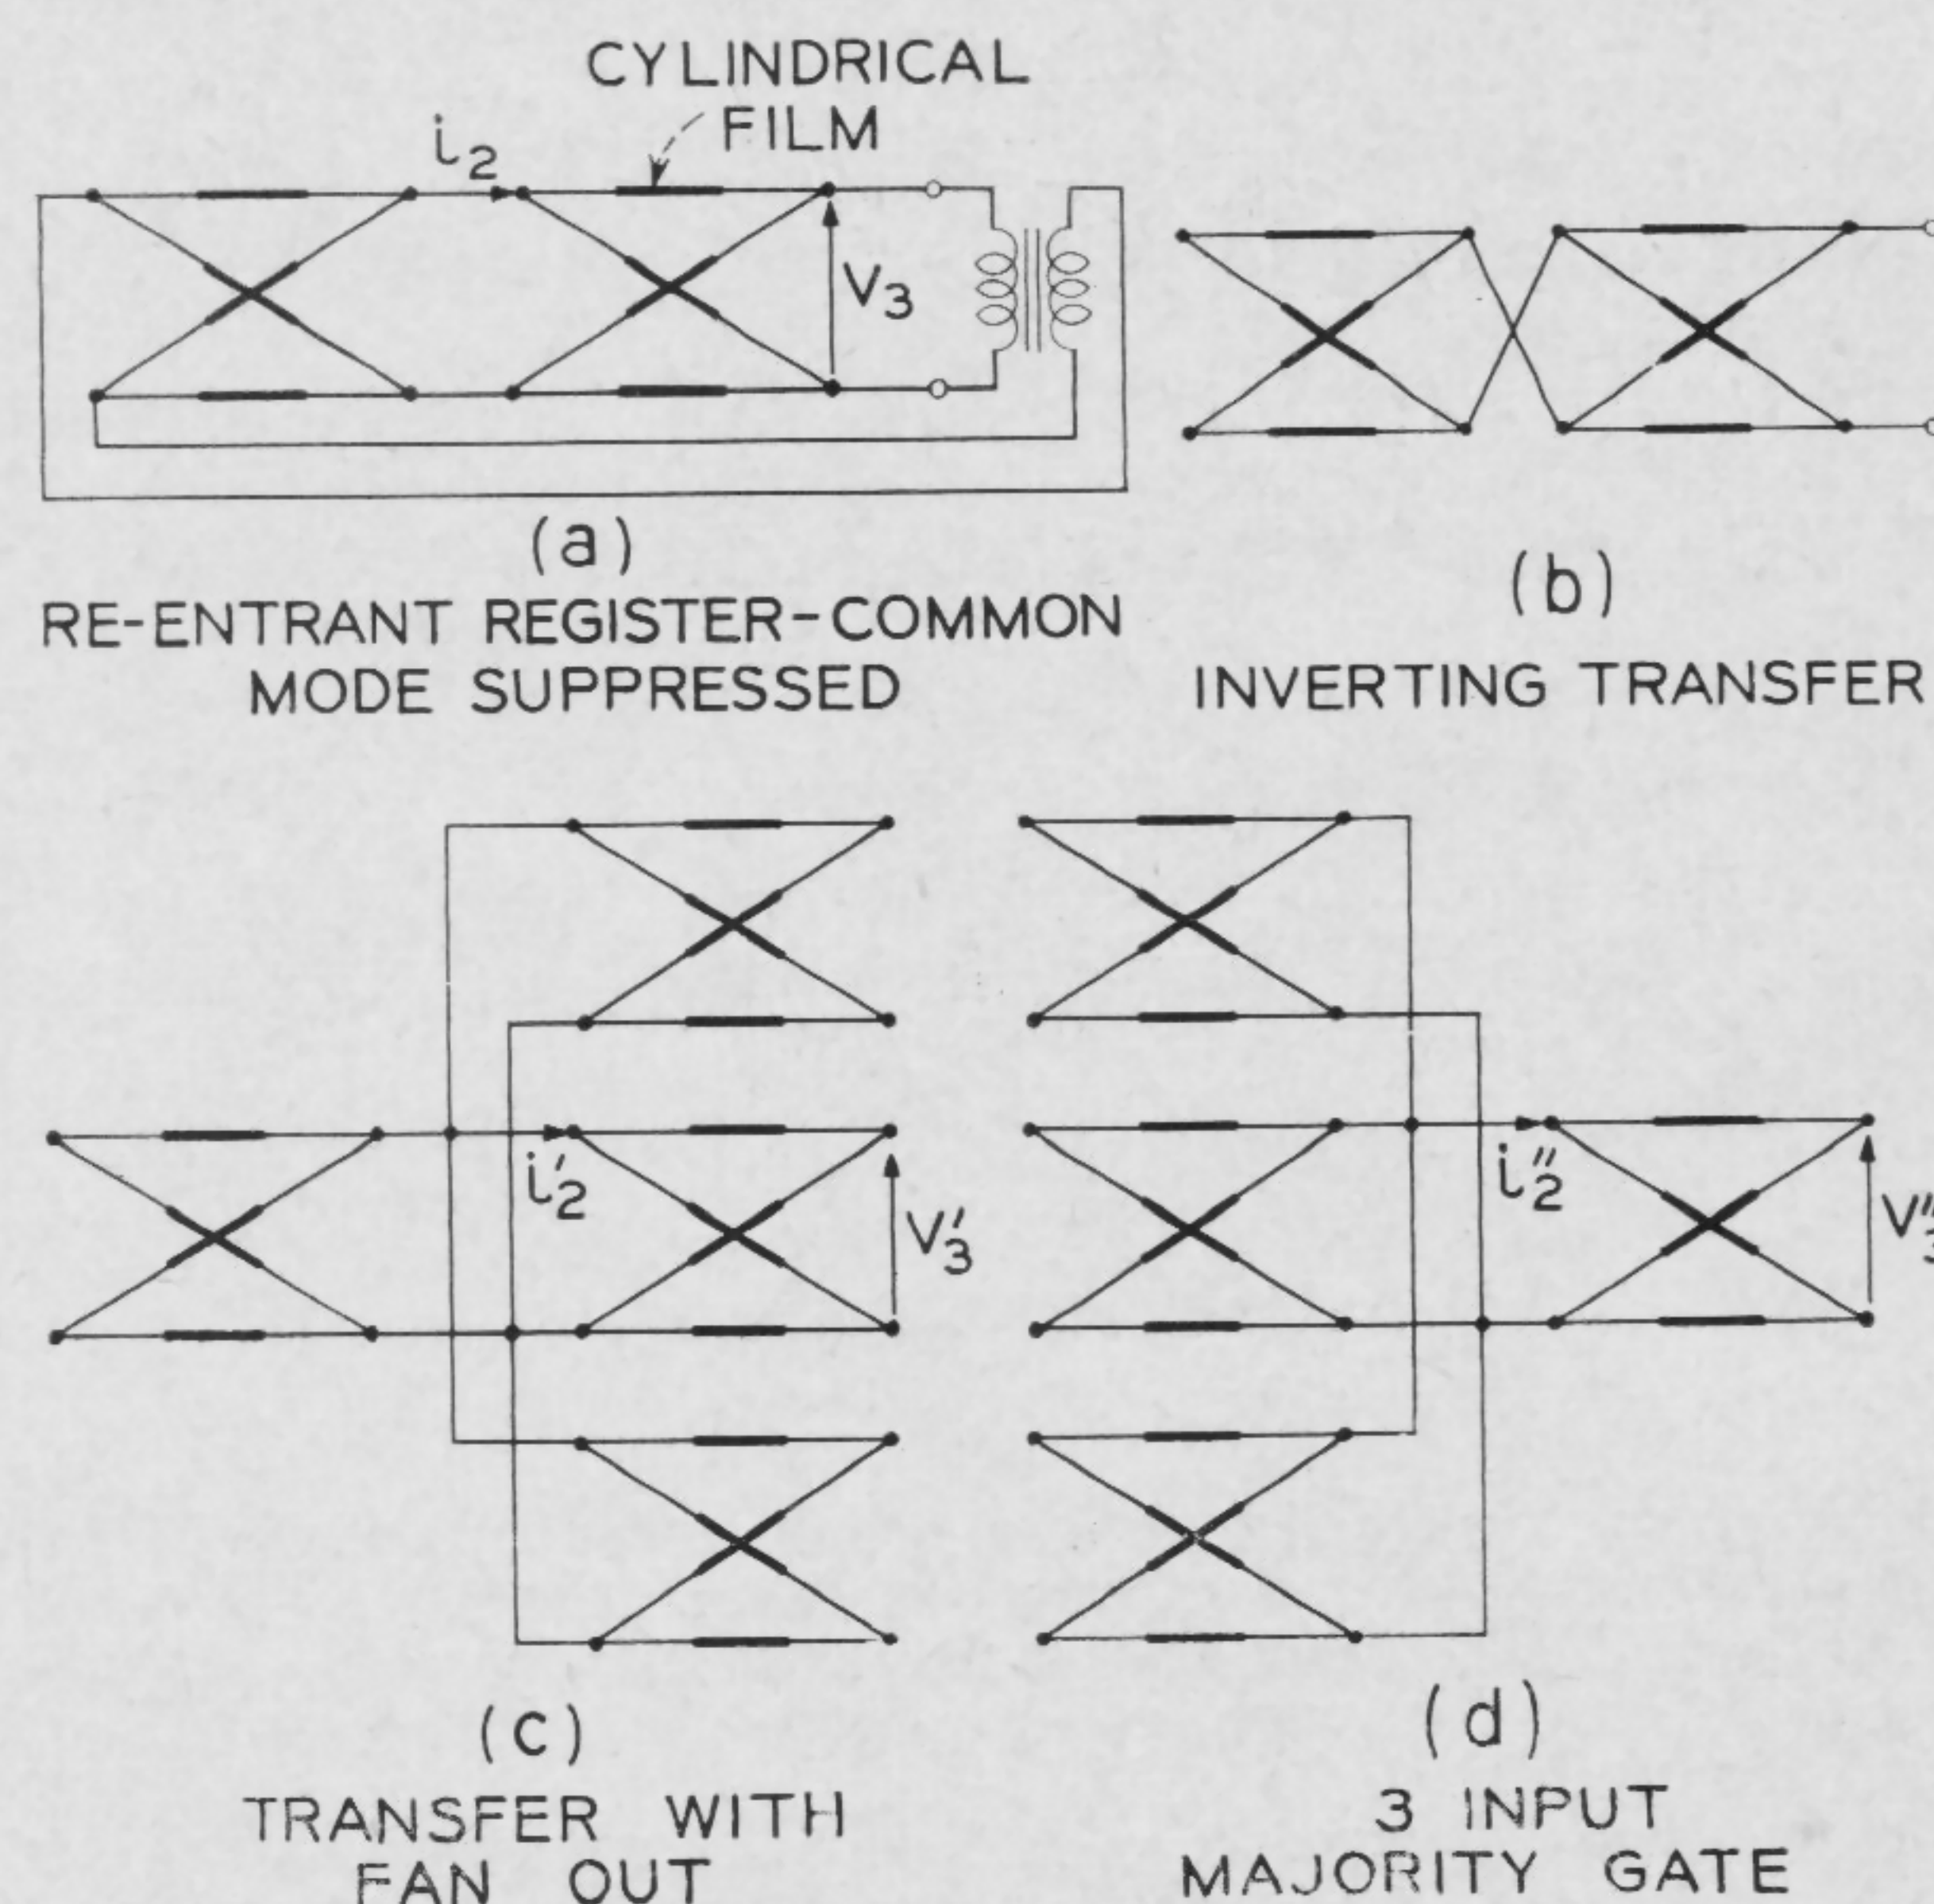 CYLINDRICAL
FILM
i2
V3
(a)
RE-ENTRANT REGISTER-COMMON
MODE SUPPRESSED
(b)
INVERTING TRANSFER
i′2
V′3
i″2
V″3
(c)
TRANSFER WITH
FAN OUT
(d)
3 INPUT
MAJORITY GATE